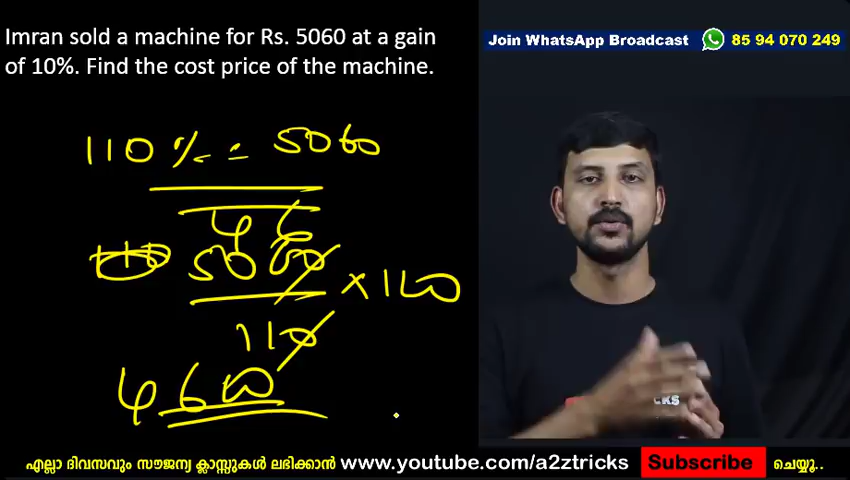 Imran sold a machine for Rs. 5060 at a gain
of 10%. Find the cost price of the machine.
Join WhatsApp Broadcast 85 94 070 249
110 % = 5060
46
5060 × 100
110
4600
CKS
എല്ലാ ദിവസവും സൗജന്യ ക്ലാസ്സുകൾ ലഭിക്കാൻ www.youtube.com/a2ztricks Subscribe ചെയ്യൂ..